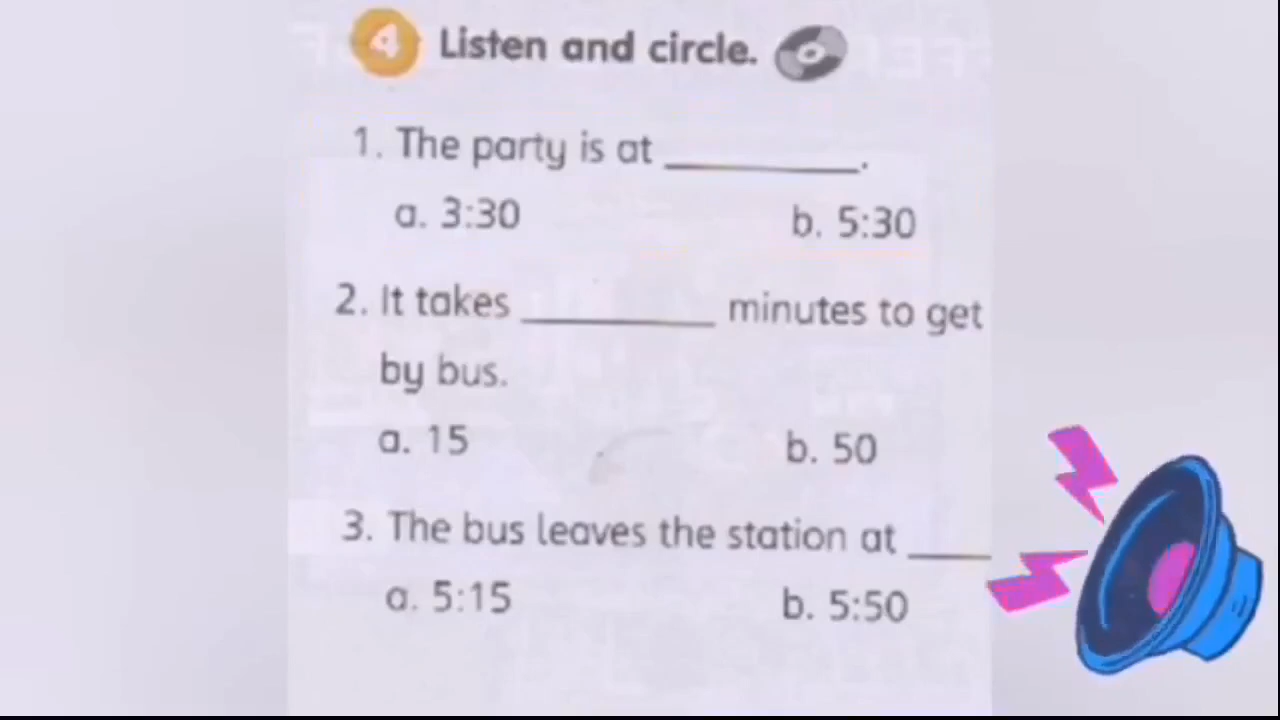 4 Listen and circle.
1. The party is at ________.
a. 3:30 b. 5:30
2. It takes ________ minutes to get
by bus.
a. 15 b. 50
3. The bus leaves the station at ____
a. 5:15 b. 5:50